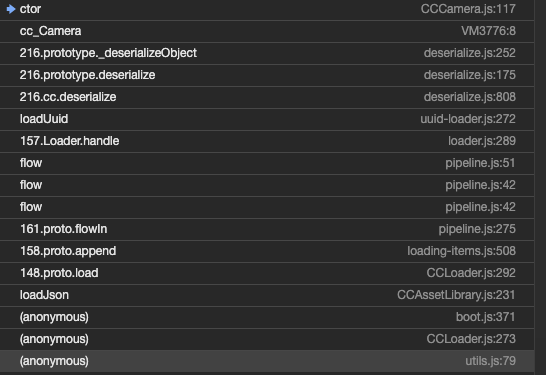 ctor CCCamera.js:117
cc_Camera VM3776:8
216.prototype._deserializeObject deserialize.js:252
216.prototype.deserialize deserialize.js:175
216.cc.deserialize deserialize.js:808
loadUuid uuid-loader.js:272
157.Loader.handle loader.js:289
flow pipeline.js:51
flow pipeline.js:42
flow pipeline.js:42
161.proto.flowIn pipeline.js:275
158.proto.append loading-items.js:508
148.proto.load CCLoader.js:292
loadJson CCAssetLibrary.js:231
(anonymous) boot.js:371
(anonymous) CCLoader.js:273
(anonymous) utils.js:79